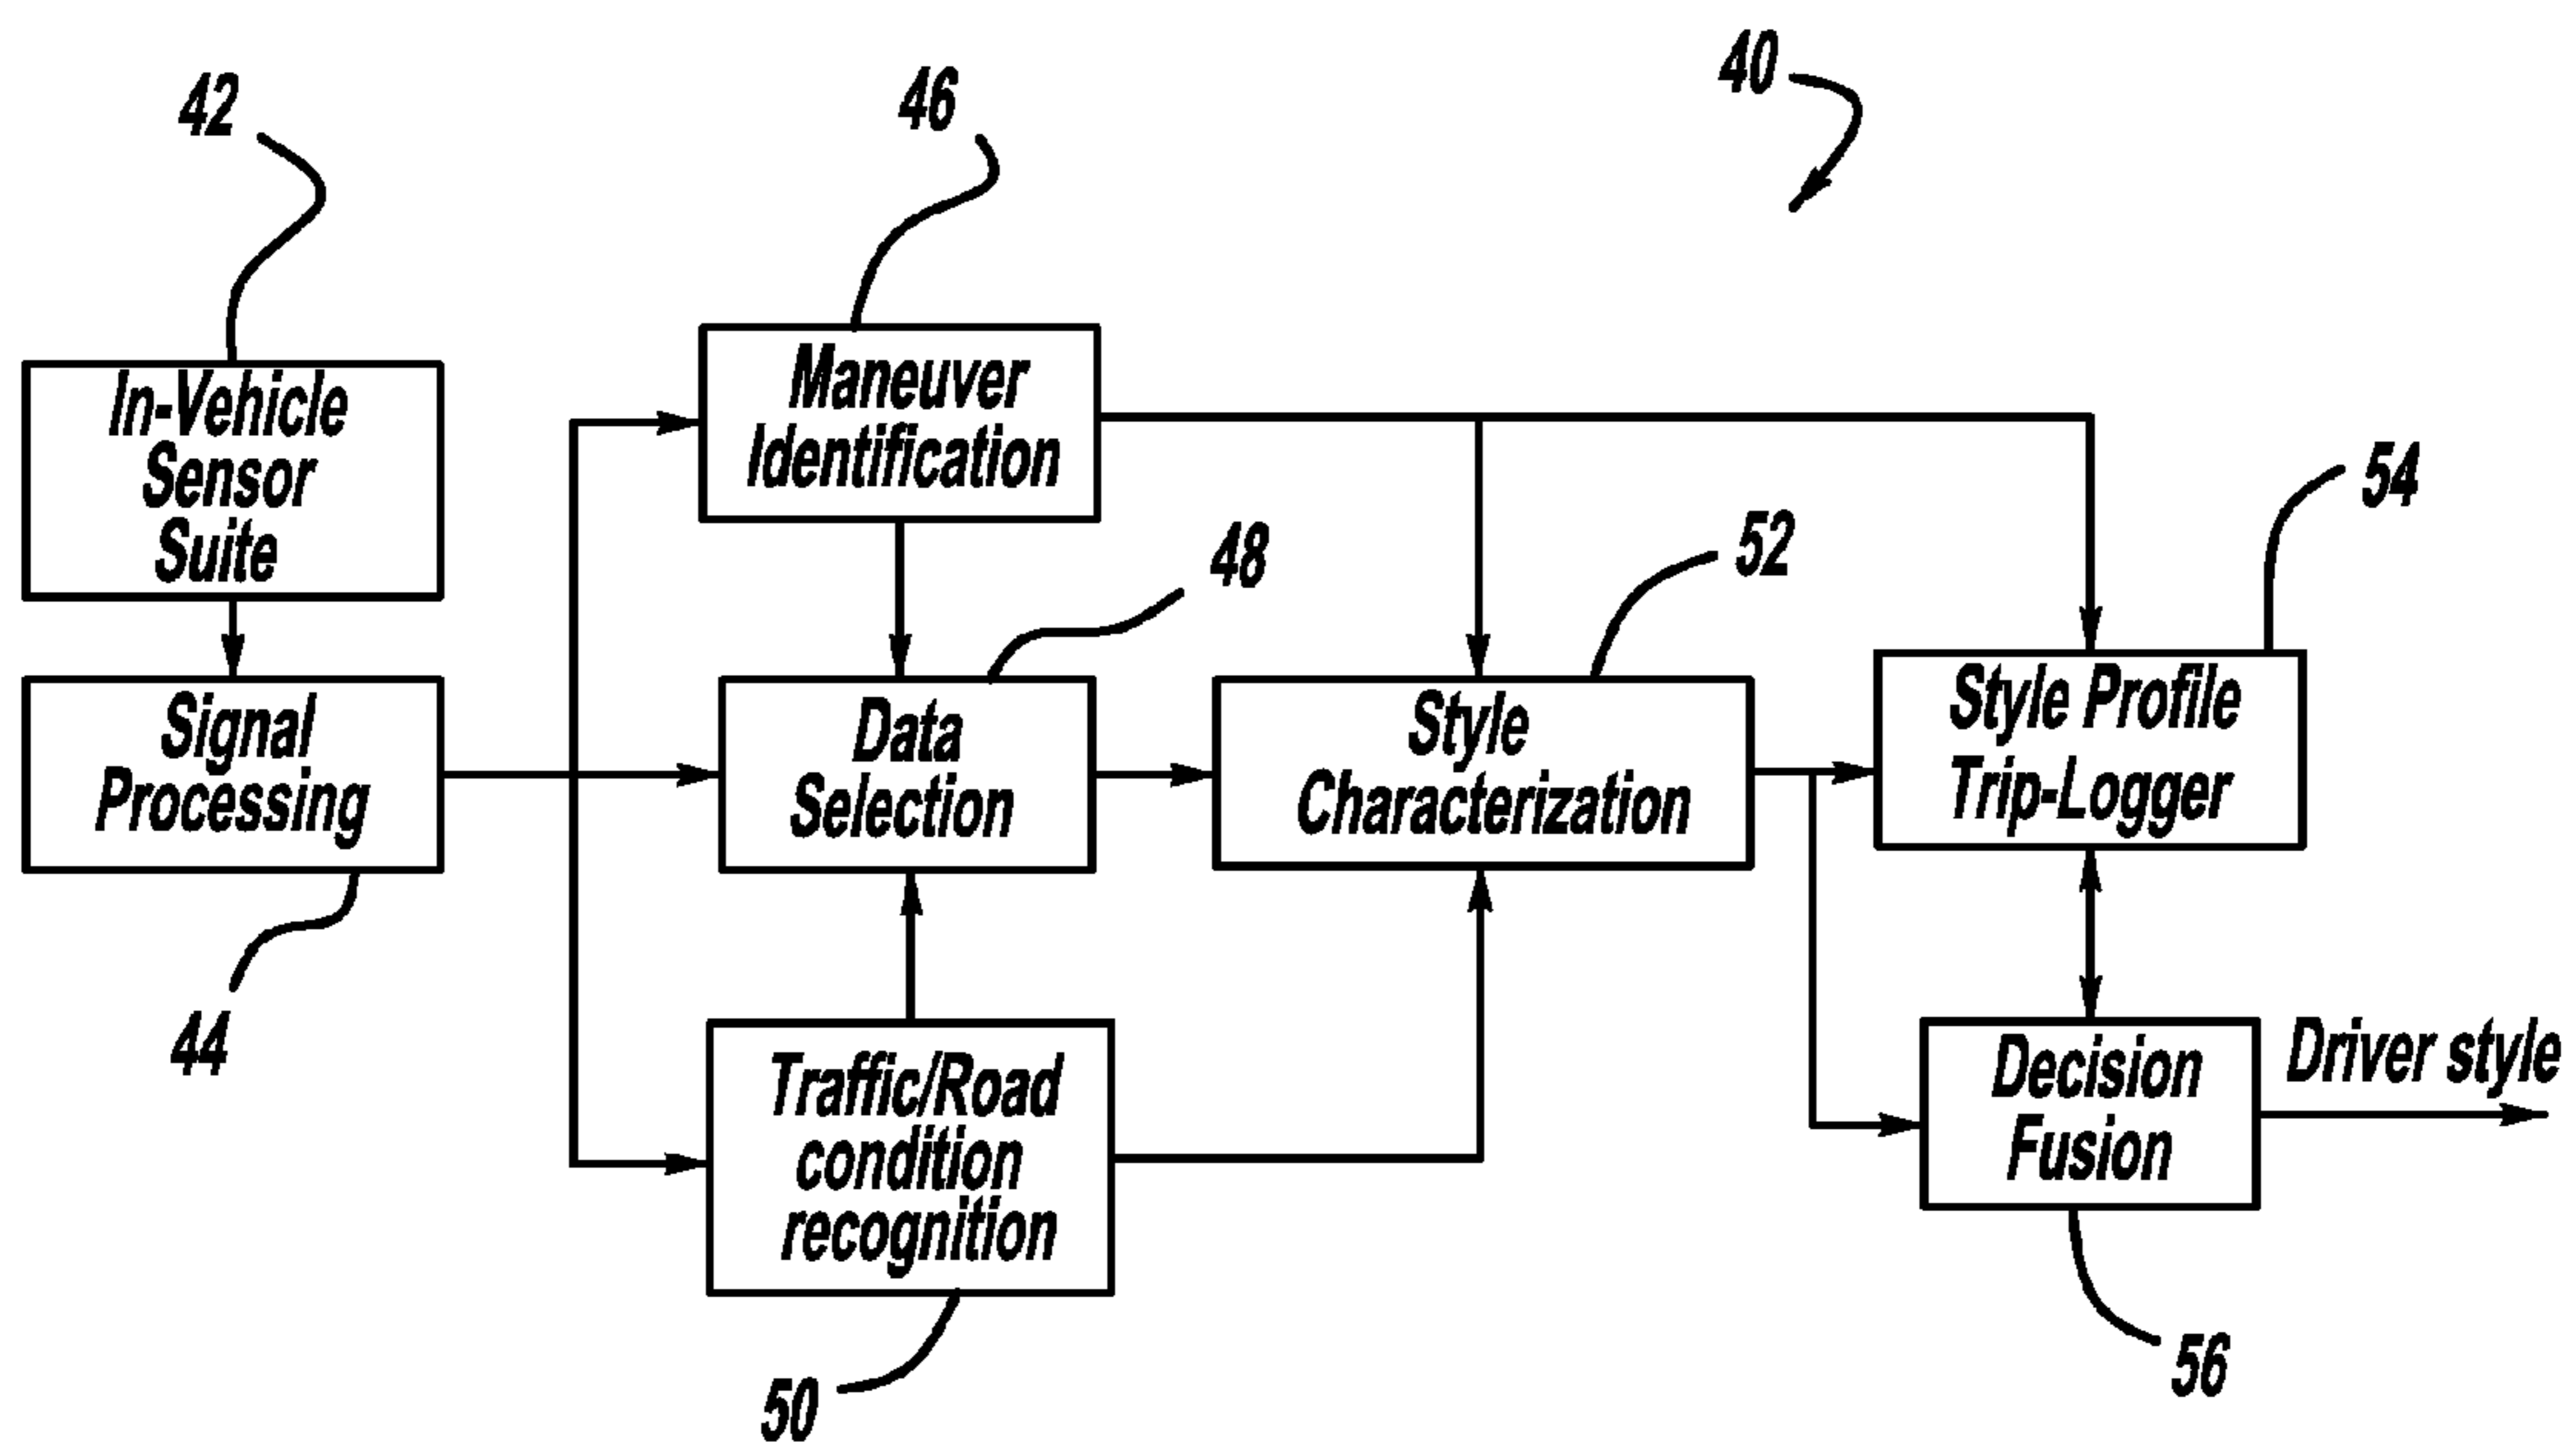 40
42
46
In-Vehicle
Sensor
Suite
Maneuver
Identification
54
48
52
Signal
Processing
Data
Selection
Style
Characterization
Style Profile
Trip-Logger
44
Traffic/Road
condition
recognition
Decision
Fusion
Driver style
50
56